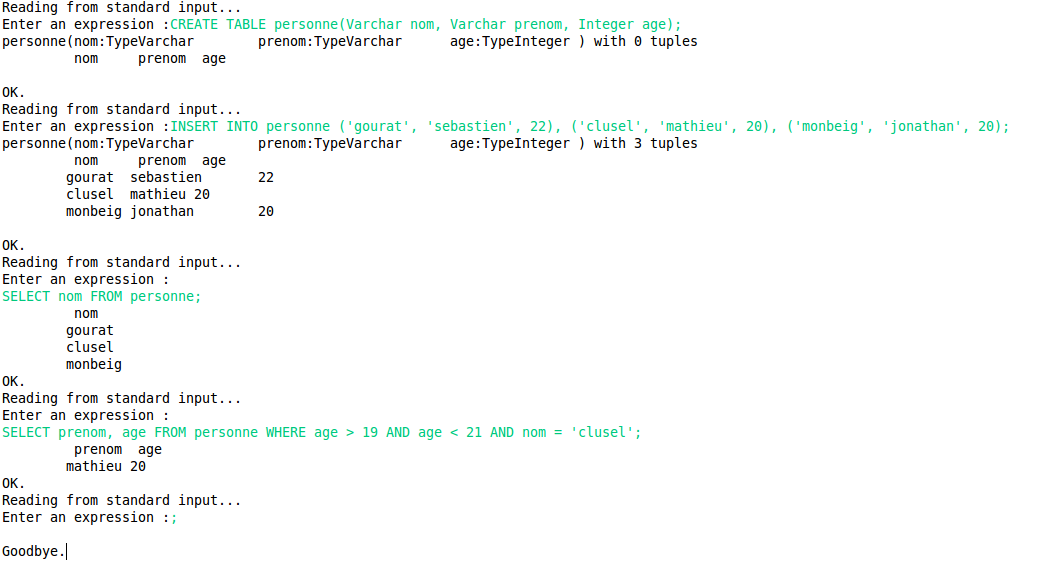 Reading from standard input...
Enter an expression :CREATE TABLE personne(Varchar nom, Varchar prenom, Integer age);
personne(nom:TypeVarchar        prenom:TypeVarchar      age:TypeInteger ) with 0 tuples
         nom     prenom  age
OK.
Reading from standard input...
Enter an expression :INSERT INTO personne ('gourat', 'sebastien', 22), ('clusel', 'mathieu', 20), ('monbeig', 'jonathan', 20);
personne(nom:TypeVarchar        prenom:TypeVarchar      age:TypeInteger ) with 3 tuples
         nom     prenom  age
        gourat  sebastien       22
        clusel  mathieu 20
        monbeig jonathan        20
OK.
Reading from standard input...
Enter an expression :
SELECT nom FROM personne;
         nom
        gourat
        clusel
        monbeig
OK.
Reading from standard input...
Enter an expression :
SELECT prenom, age FROM personne WHERE age > 19 AND age < 21 AND nom = 'clusel';
         prenom  age
        mathieu 20
OK.
Reading from standard input...
Enter an expression :;
Goodbye.